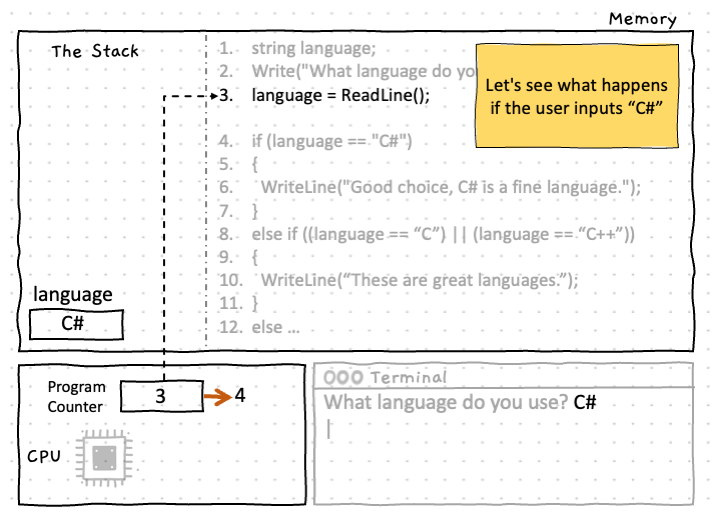 Memory
The Stack
1. string language;
2. Write("What language do yo
3. language = ReadLine();
4. if (language == "C#")
5. {
6. WriteLine("Good choice, C# is a fine language.");
7. }
8. else if ((language == “C”) || (language == “C++”))
9. {
10. WriteLine(“These are great languages.”);
11. }
12. else ...
Let's see what happens
if the user inputs “C#”
language
C#
Program
Counter
3
4
CPU
Terminal
What language do you use? C#
|